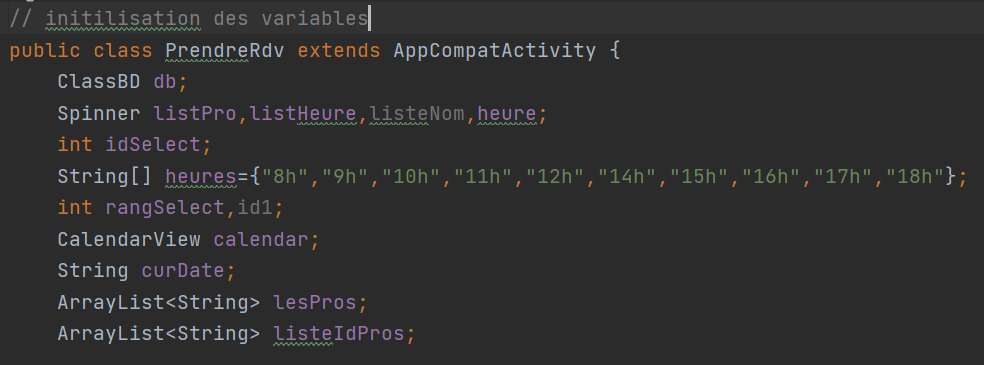 // initilisation des variables
public class PrendreRdv extends AppCompatActivity {
ClassBD db;
Spinner listPro,listHeure,listeNom,heure;
int idSelect;
String[] heures={"8h","9h","10h","11h","12h","14h","15h","16h","17h","18h"};
int rangSelect,id1;
CalendarView calendar;
String curDate;
ArrayList<String> lesPros;
ArrayList<String> listeIdPros;